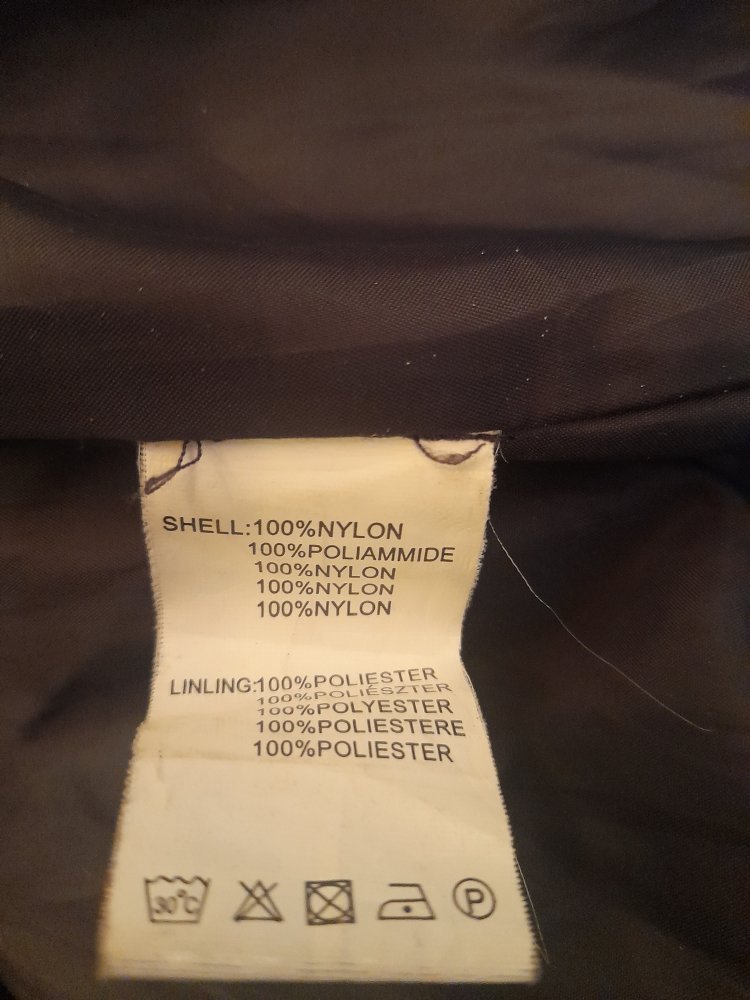 SHELL:100%NYLON
100%POLIAMMIDE
100%NYLON
100%NYLON
100%NYLON
LINLING:100%POLIESTER
100%POLIÉSZTER
100%POLYESTER
100%POLIESTERE
100%POLIESTER
30°C P